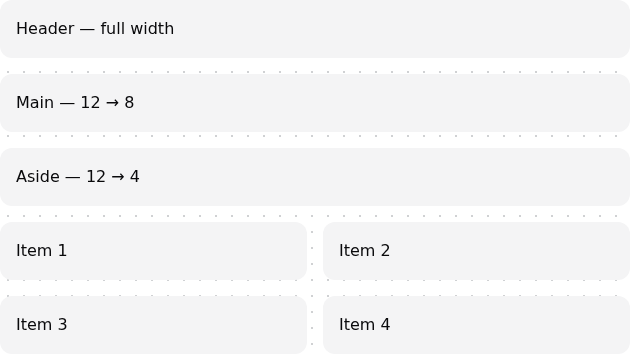 Header — full width
Main — 12 → 8
Aside — 12 → 4
Item 1
Item 2
Item 3
Item 4